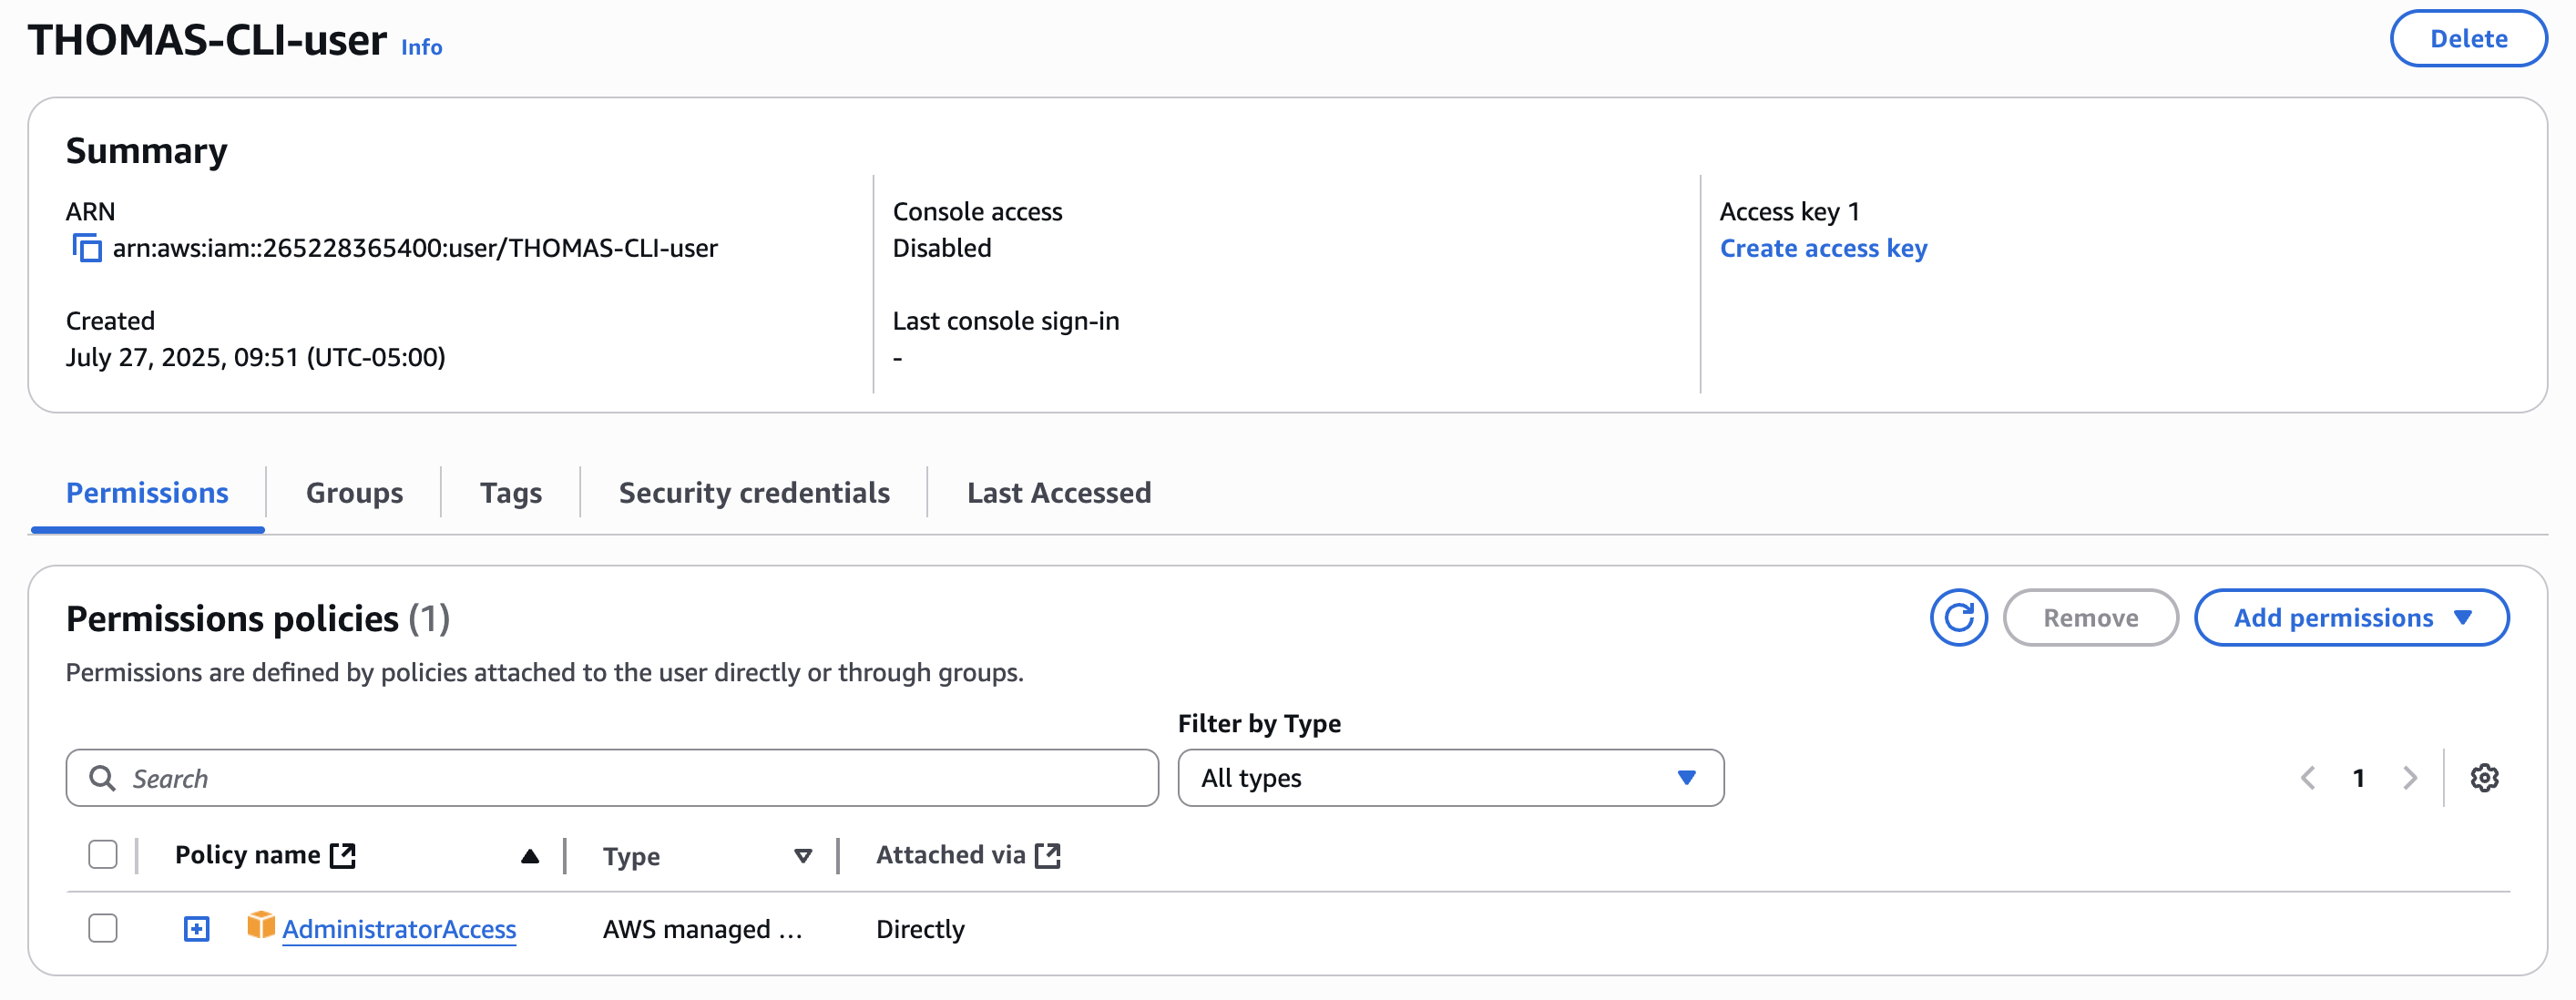 THOMAS-CLI-user Info
Delete
Summary
ARN
arn:aws:iam::265228365400:user/THOMAS-CLI-user
Created
July 27, 2025, 09:51 (UTC-05:00)
Console access
Disabled
Last console sign-in
-
Access key 1
Create access key
Permissions
Groups
Tags
Security credentials
Last Accessed
Permissions policies (1)
Remove
Add permissions
Permissions are defined by policies attached to the user directly or through groups.
Filter by Type
Search
All types
1
Policy name
Type
Attached via
AdministratorAccess
AWS managed ...
Directly